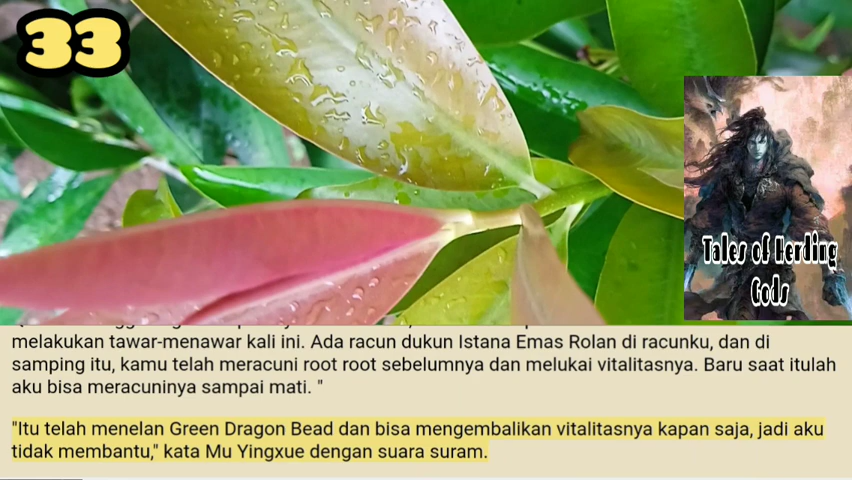 33
Tales of Herding
Gods
melakukan tawar-menawar kali ini. Ada racun dukun Istana Emas Rolan di racunku, dan di
samping itu, kamu telah meracuni root root sebelumnya dan melukai vitalitasnya. Baru saat itulah
aku bisa meracuninya sampai mati. "
"Itu telah menelan Green Dragon Bead dan bisa mengembalikan vitalitasnya kapan saja, jadi aku
tidak membantu," kata Mu Yingxue dengan suara suram.